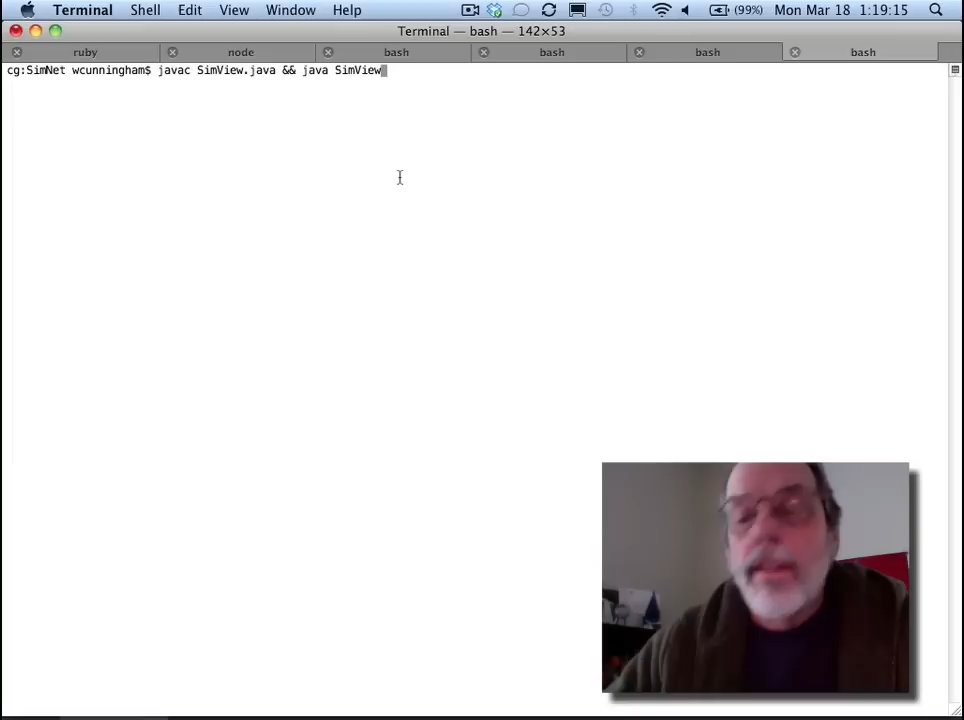 Terminal Shell Edit View Window Help (99%) Mon Mar 18 1:19:15
Terminal — bash — 142×53
ruby node bash bash bash bash
cg:SimNet wcunningham$ javac SimView.java && java SimView